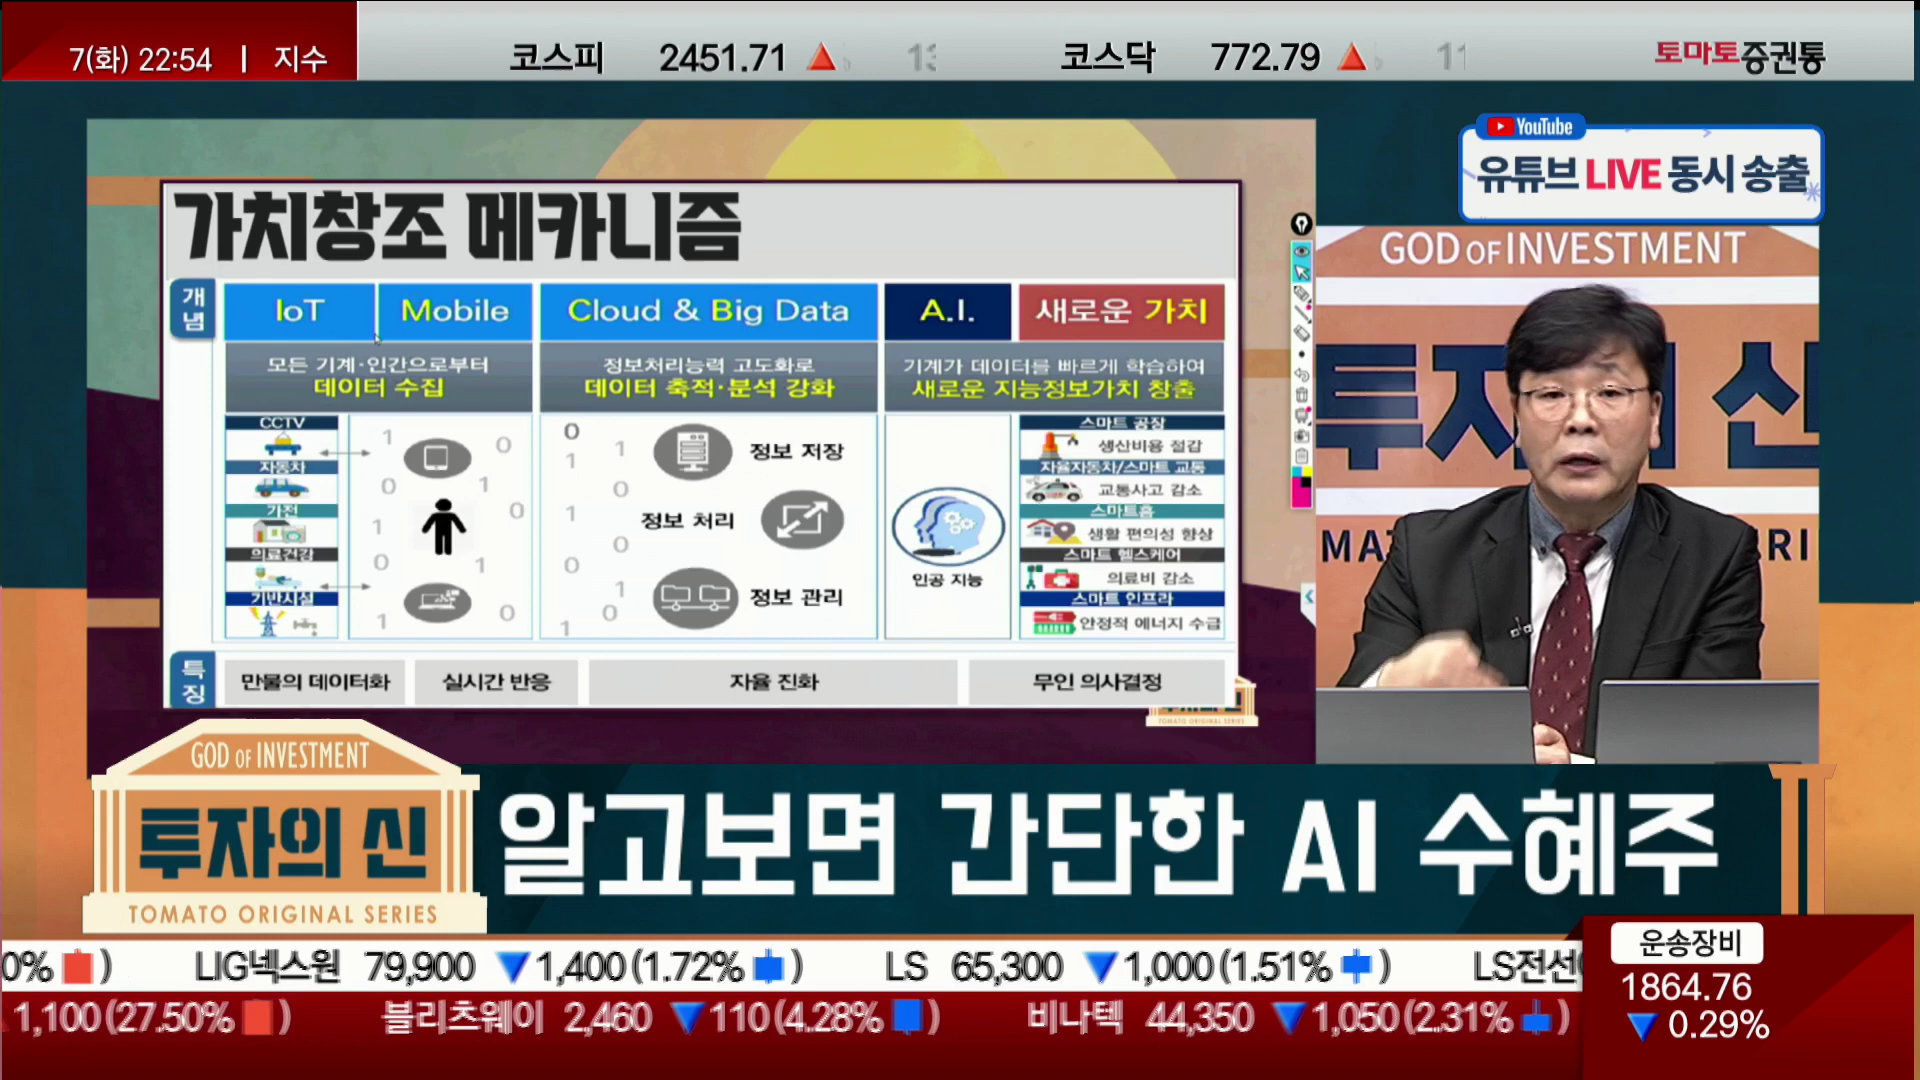 7(화) 22:54 | 지수
코스피 2451.71 ▲
코스닥 772.79 ▲
토마토증권통
YouTube
유튜브 LIVE 동시 송출
가치창조 메카니즘
개념
IoT
Mobile
Cloud & Big Data
A.I.
새로운 가치
모든 기계·인간으로부터
데이터 수집
정보처리능력 고도화로
데이터 축적·분석 강화
기계가 데이터를 빠르게 학습하여
새로운 지능정보가치 창출
CCTV
자동차
가전
의료건강
기반시설
정보 저장
정보 처리
정보 관리
인공 지능
스마트 공장
생산비용 절감
자율자동차/스마트 교통
교통사고 감소
스마트홈
생활 편의성 향상
스마트 헬스케어
의료비 감소
스마트 인프라
안정적 에너지 수급
특징
만물의 데이터화
실시간 반응
자율 진화
무인 의사결정
GOD OF INVESTMENT
투자의 신
TOMATO ORIGINAL SERIES
GOD OF INVESTMENT
투자의 신
TOMATO ORIGINAL SERIES
알고보면 간단한 AI 수혜주
0% ) LIG넥스원 79,900 ▼1,400(1.72% ) LS 65,300 ▼1,000(1.51% ) LS전선
1,100(27.50% ) 블리츠웨이 2,460 ▼110(4.28% ) 비나텍 44,350 ▼1,050(2.31% )
운송장비
1864.76
▼ 0.29%